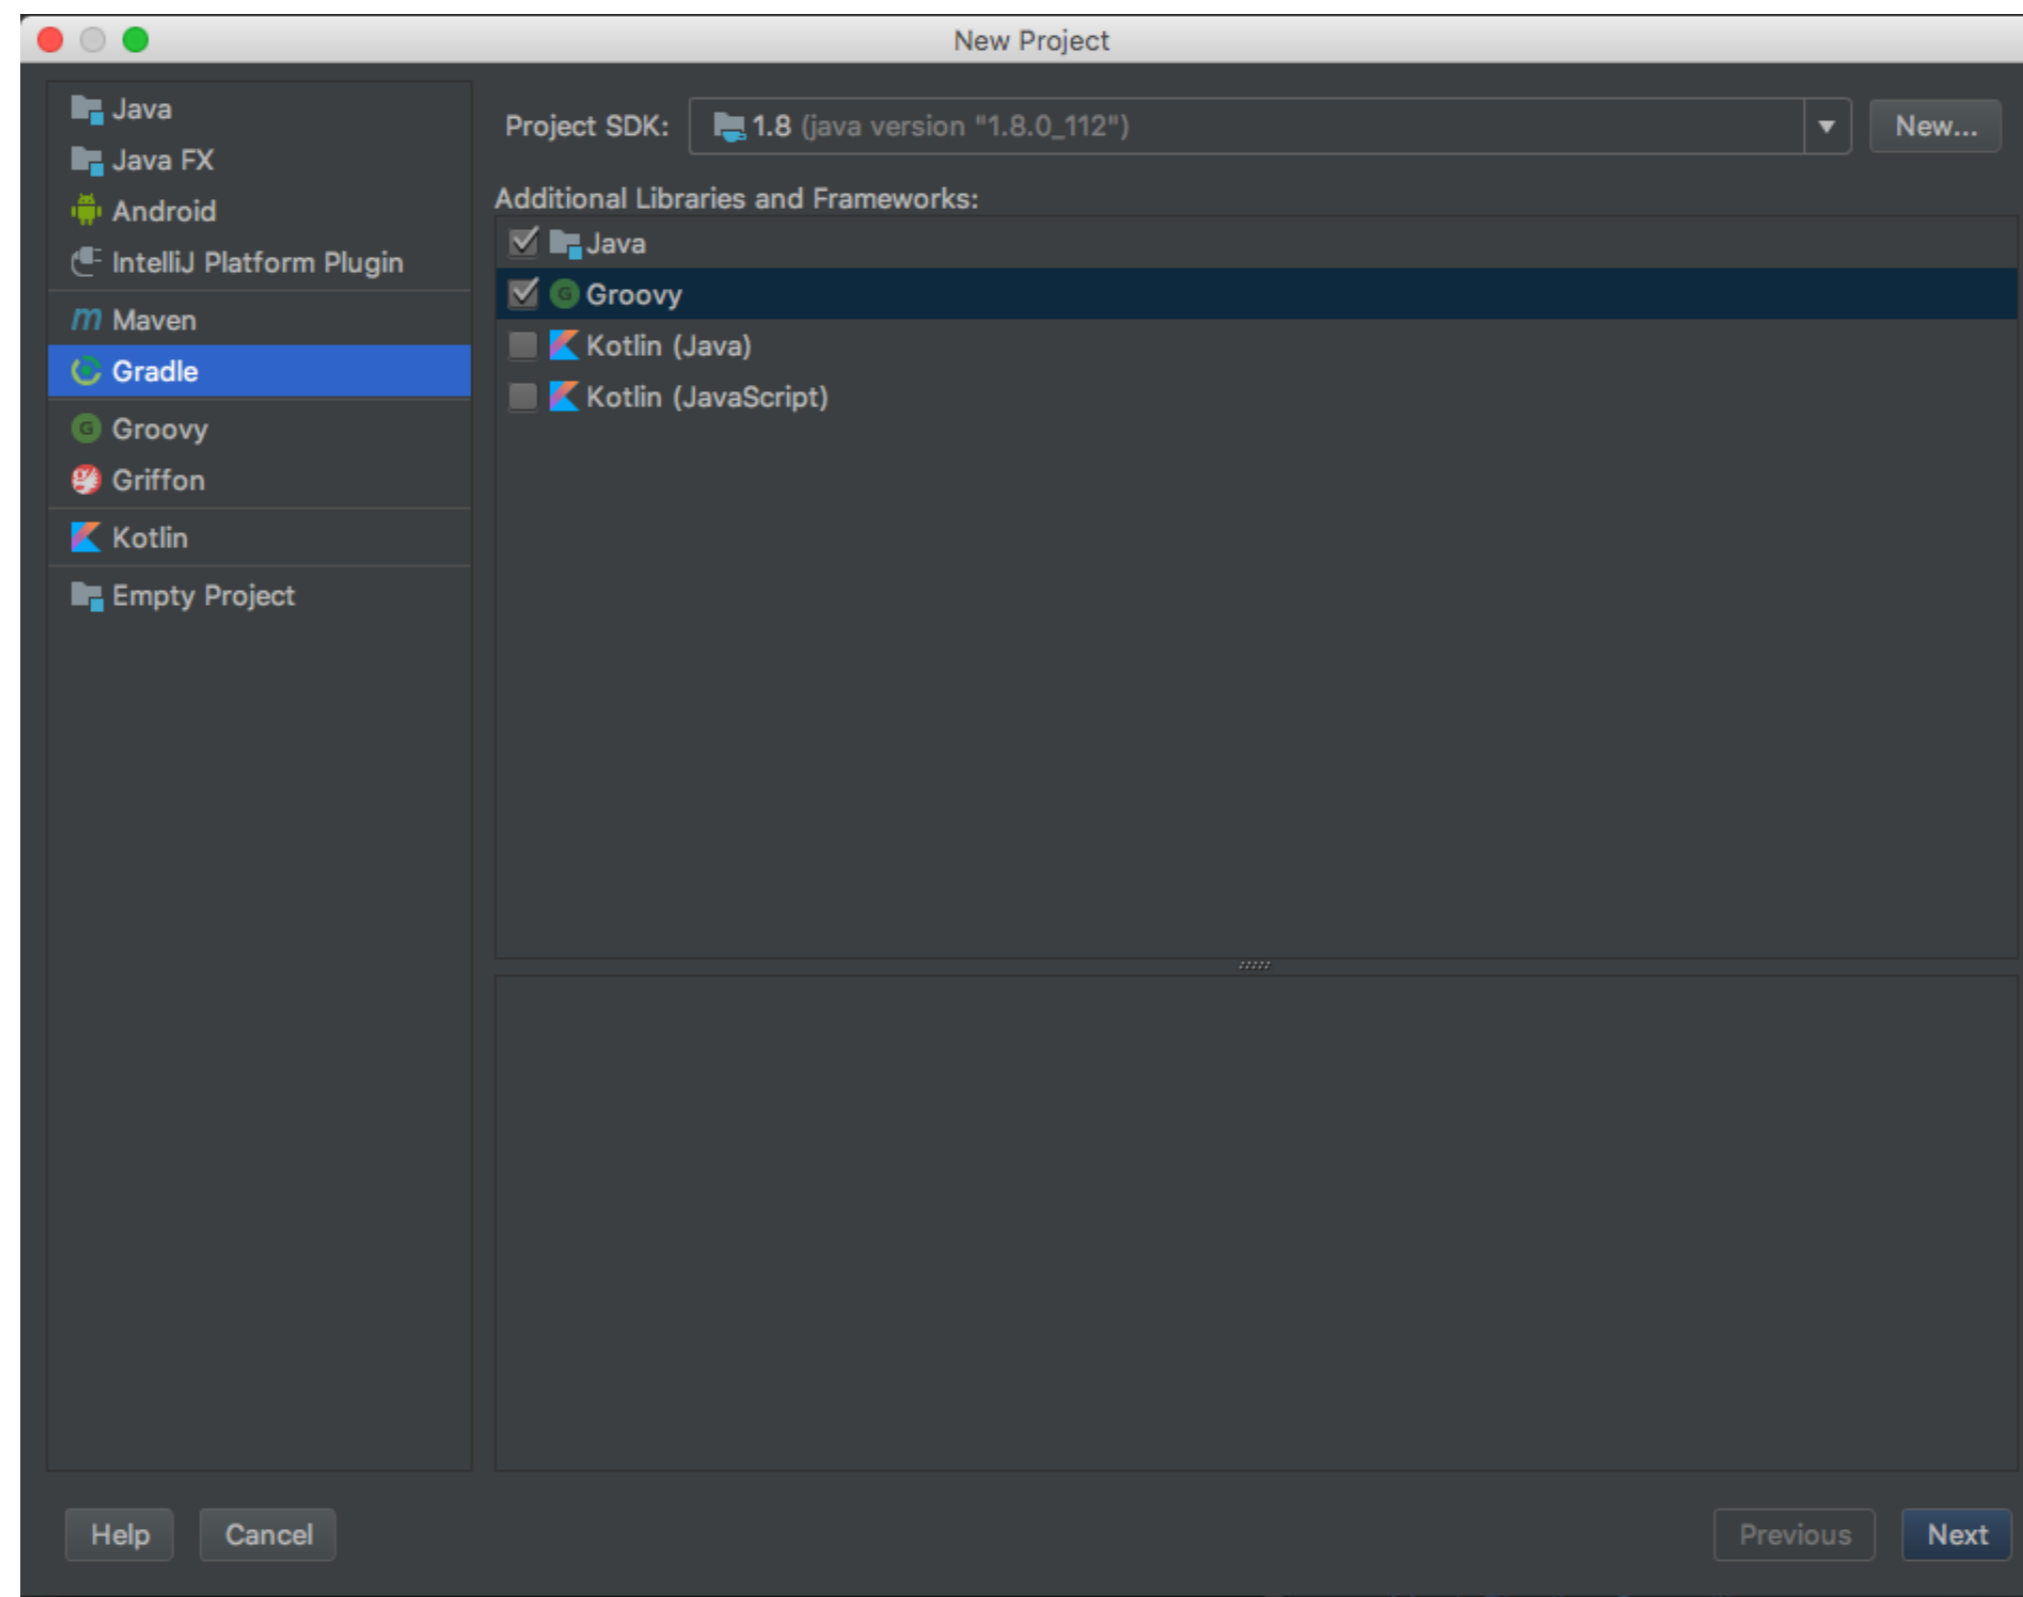 New Project
Java
Java FX
Android
IntelliJ Platform Plugin
m Maven
Gradle
G Groovy
Griffon
Kotlin
Empty Project
Project SDK: 1.8 (java version "1.8.0_112") New...
Additional Libraries and Frameworks:
Java
G Groovy
Kotlin (Java)
Kotlin (JavaScript)
Help Cancel Previous Next